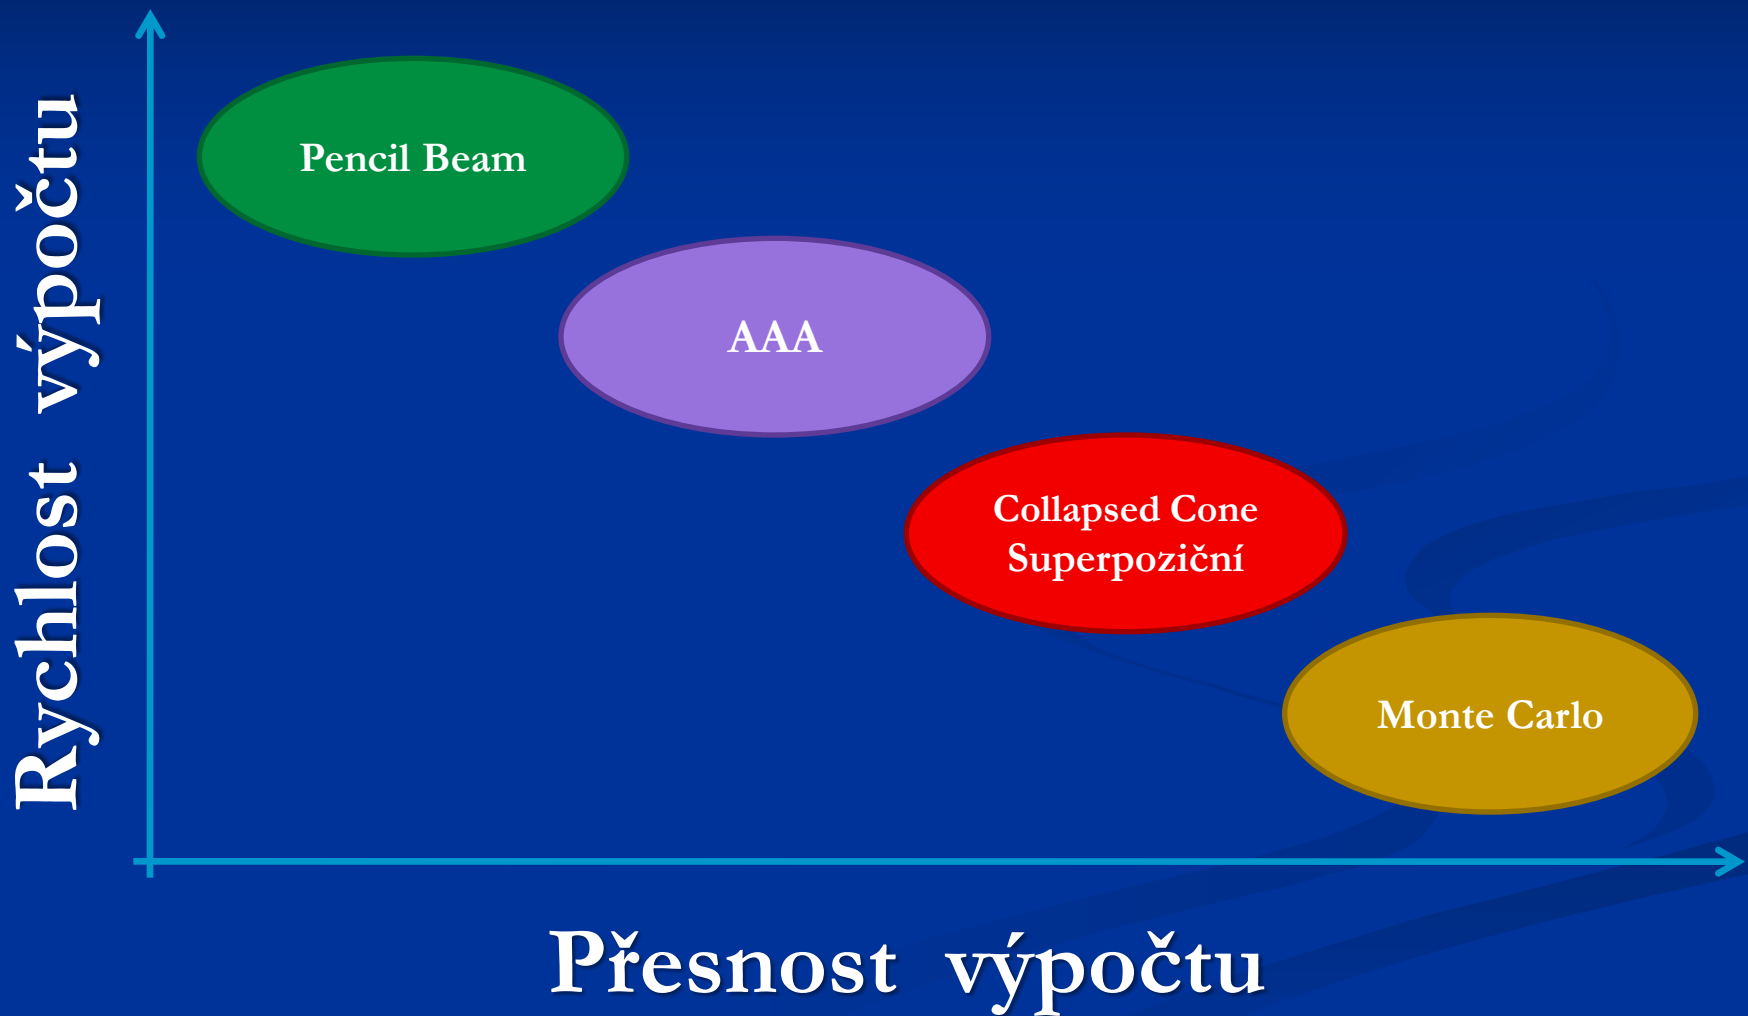 Rychlost výpočtu
Pencil Beam
AAA
Collapsed Cone
Superpoziční
Monte Carlo
Přesnost výpočtu